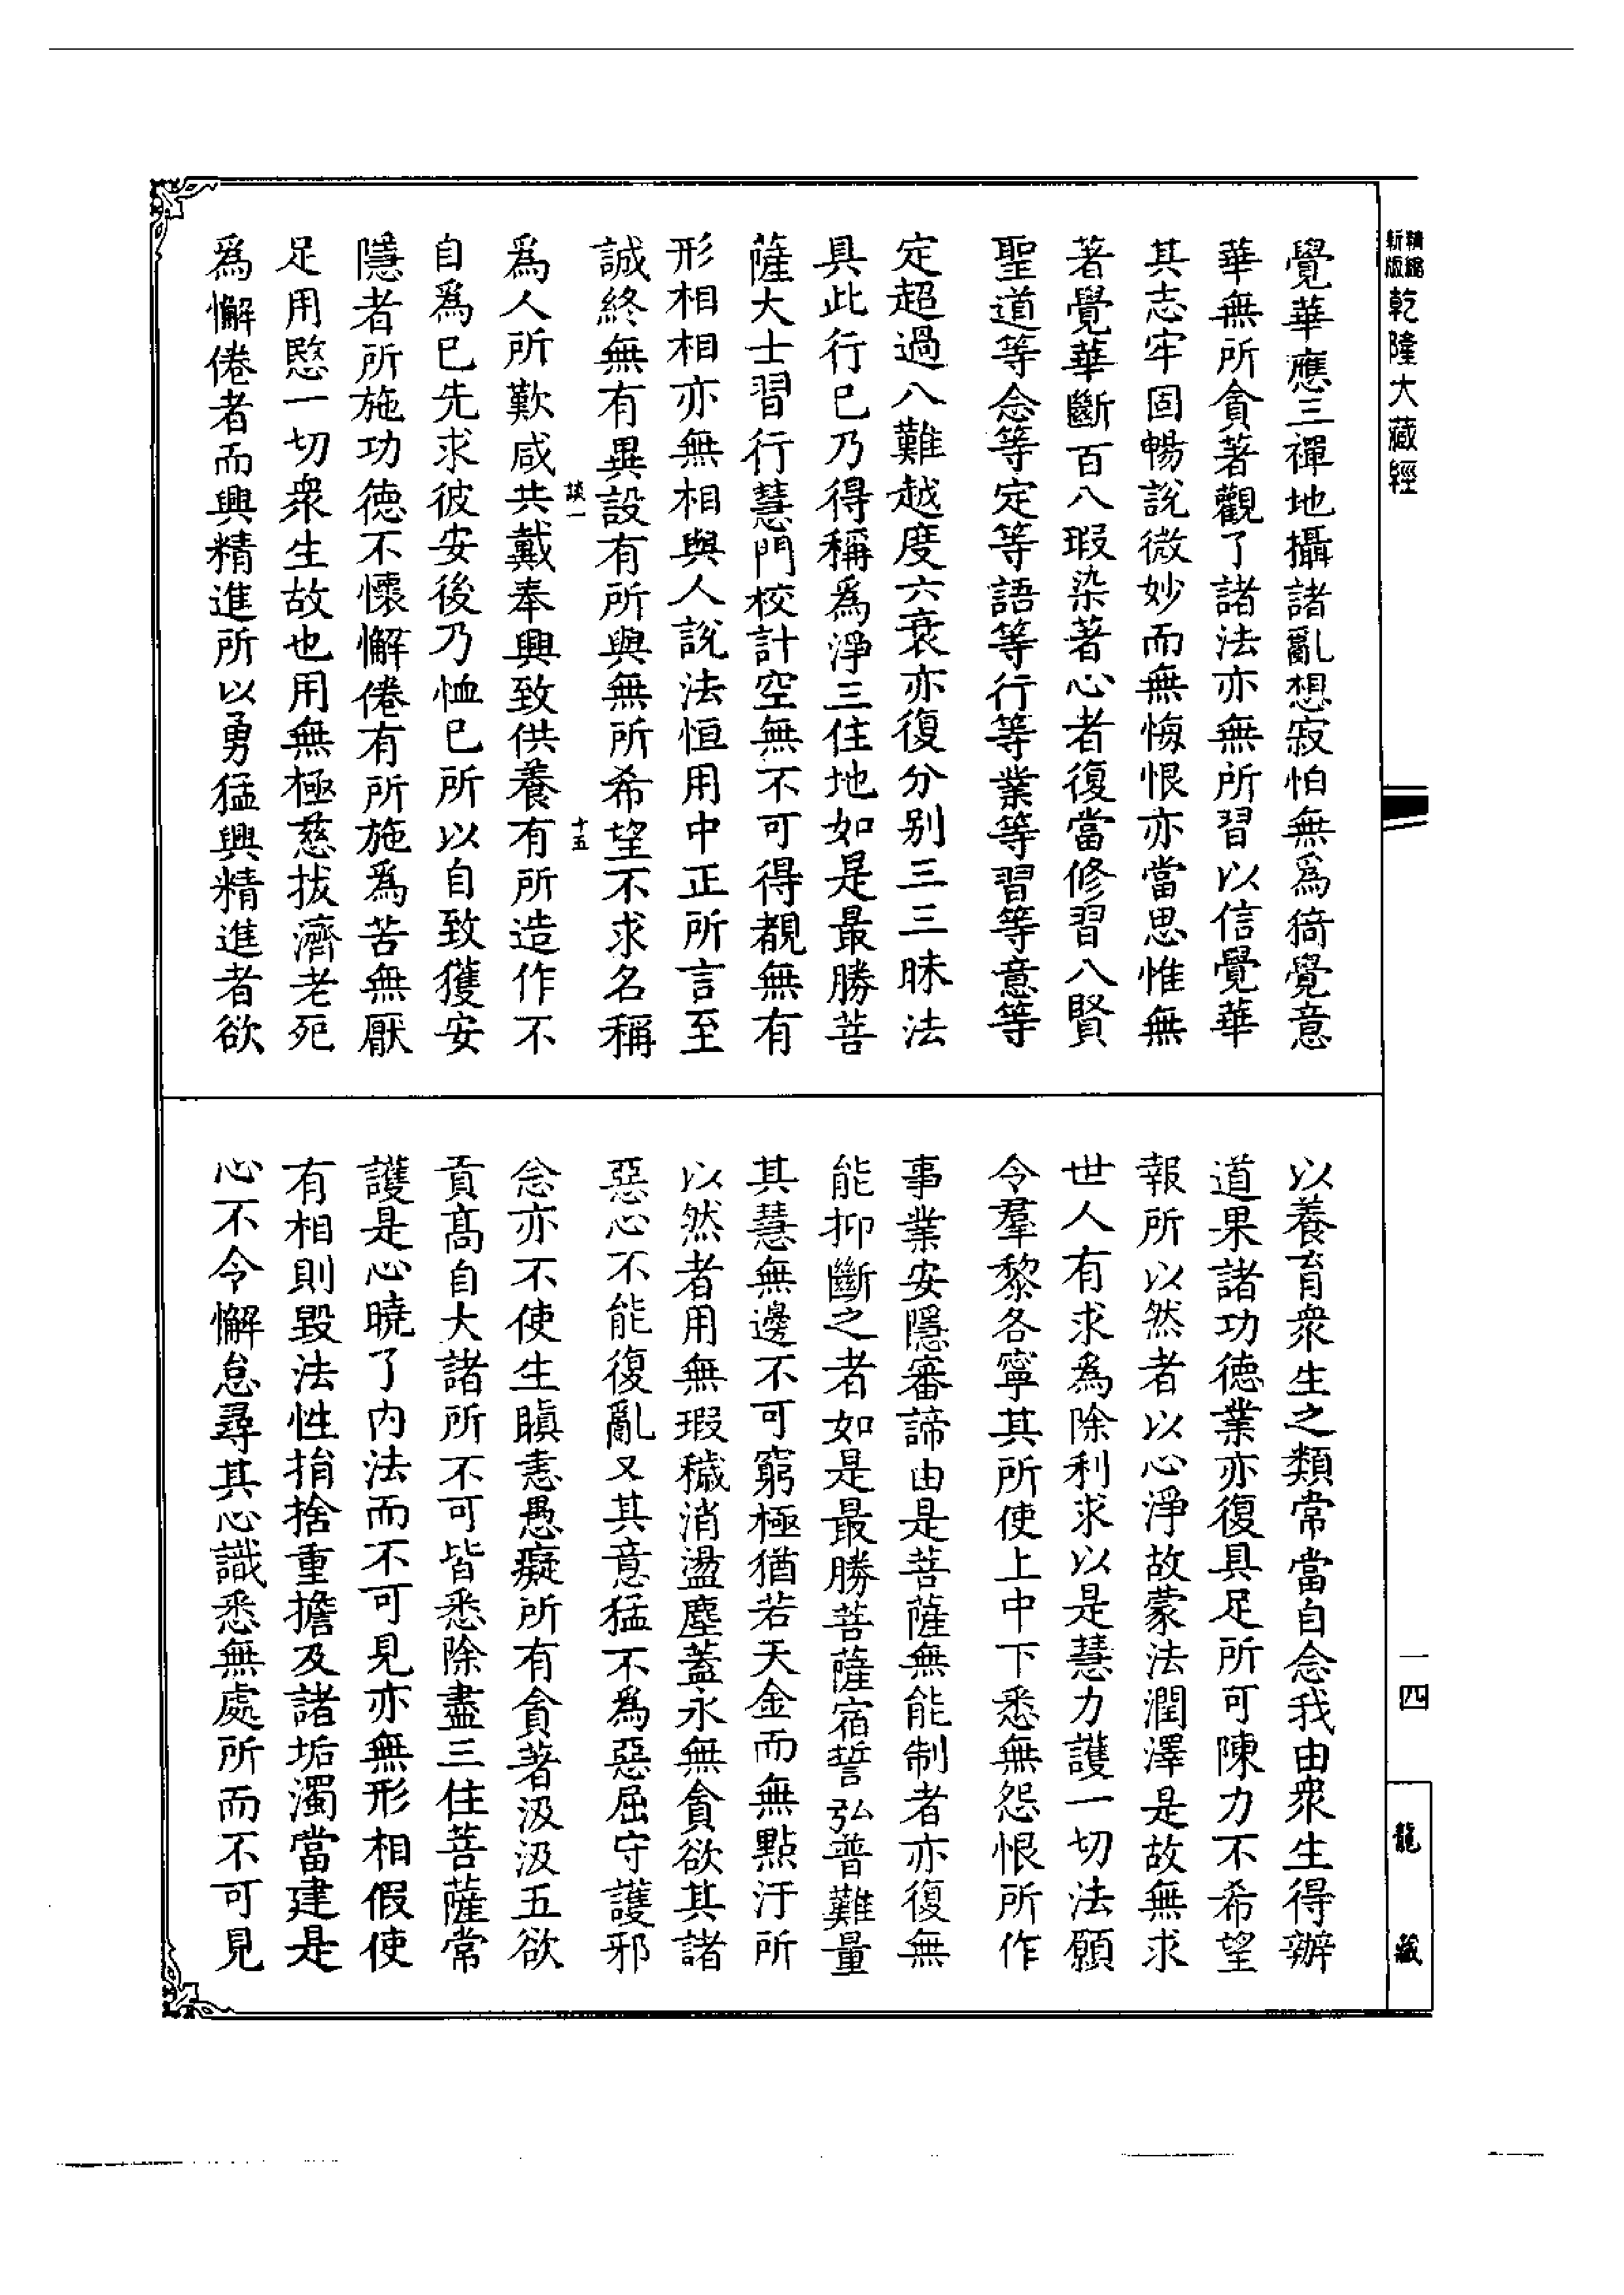 精縮新版乾隆大藏經
覺華應三禪地攝諸亂想寂怕無爲猗覺意
華無所貪著觀了諸法亦無所習以信覺華
其志牢固暢說微妙而無悔恨亦當思惟無
著覺華斷百八瑕染著心者復當修習八賢
聖道等念等定等語等行等業等習等意等
定超過八難越度六衰亦復分別三三昧法
具此行已乃得稱爲淨三住地如是最勝菩
薩大士習行慧門校計空無不可得覩無有
形相相亦無相與人說法恒用中正所言至
誠終無有異設有所與無所希望不求名稱
談一 十五
爲人所歎咸共戴奉興致供養有所造作不
自爲已先求彼安後乃恤已所以自致獲安
隱者所施功德不懷懈倦有所施爲苦無厭
足用愍一切衆生故也用無極慈拔濟老死
爲懈倦者而興精進所以勇猛興精進者欲
以養育衆生之類常當自念我由衆生得辦
道果諸功德業亦復具足所可陳力不希望
報所以然者以心淨故蒙法潤澤是故無求
世人有求爲除利求以是慧力護一切法願
令羣黎各寧其所使上中下悉無怨恨所作
事業安隱審諦由是菩薩無能制者亦復無
能抑斷之者如是最勝菩薩宿誓弘普難量
其慧無邊不可窮極猶若天金而無點汙所
以然者用無瑕穢消盪塵蓋永無貪欲其諸
惡心不能復亂又其意猛不爲惡屈守護邪
念亦不使生瞋恚愚癡所有貪著汲汲五欲
貢高自大諸所不可皆悉除盡三住菩薩常
護是心曉了内法而不可見亦無形相假使
有相則毀法性捐捨重擔及諸垢濁當建是
心不令懈怠尋其心識悉無處所而不可見
一四
龍藏